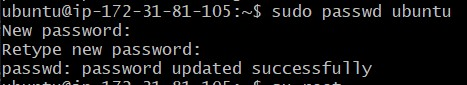 ubuntu@ip-172-31-81-105:~$ sudo passwd ubuntu
New password:
Retype new password:
passwd: password updated successfully